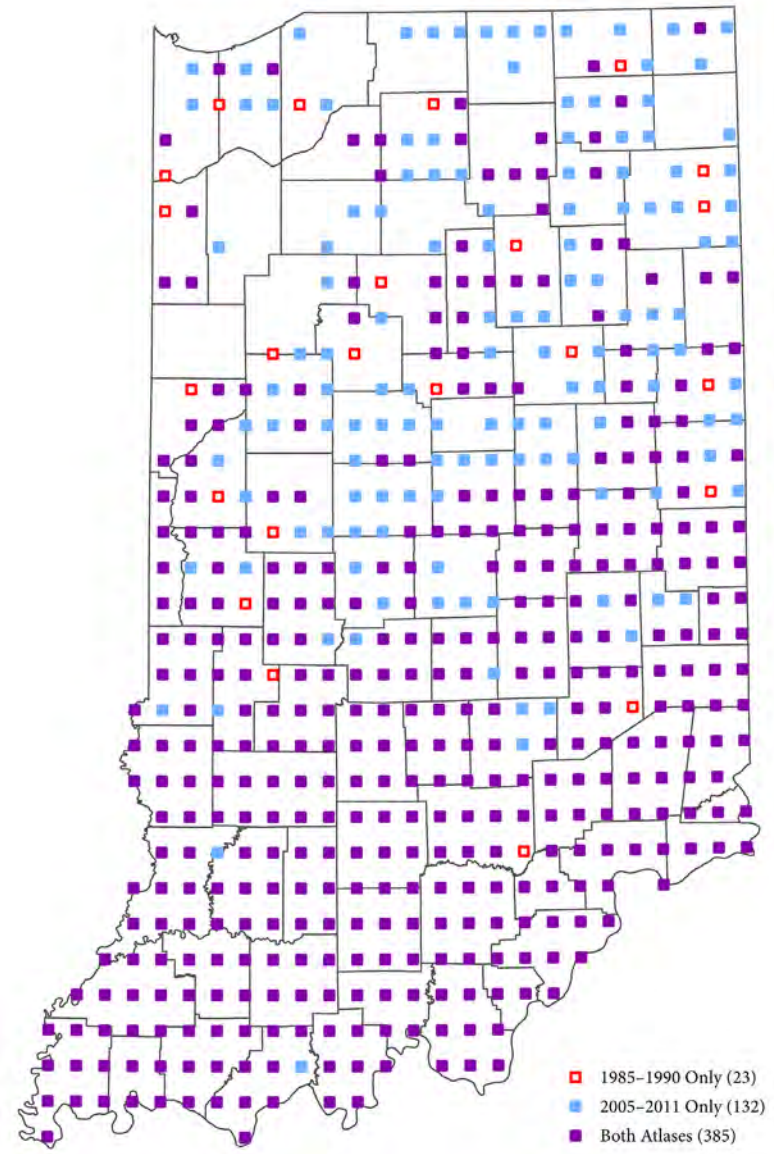 1985–1990 Only (23)
2005–2011 Only (132)
Both Atlases (385)